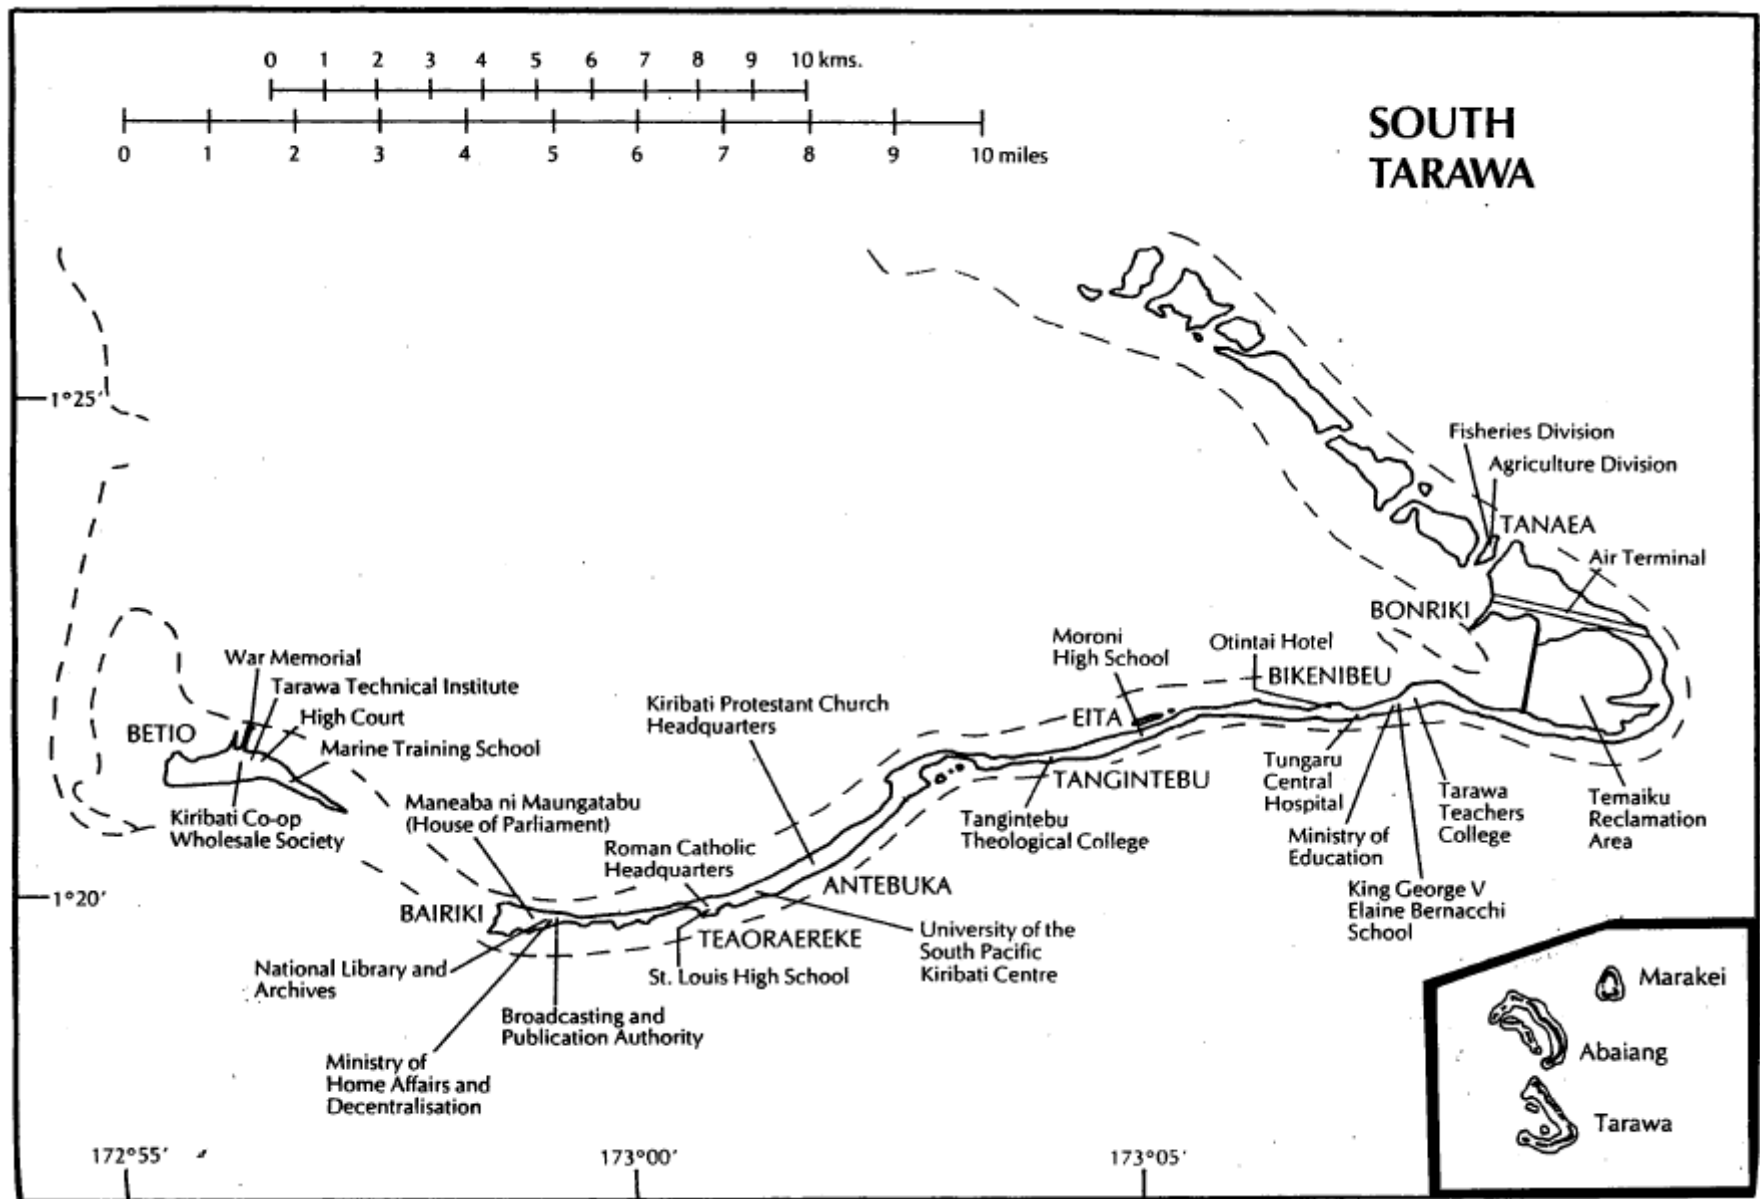 0 1 2 3 4 5 6 7 8 9 10 kms.
0 1 2 3 4 5 6 7 8 9 10 miles
SOUTH
TARAWA
1°25′
Fisheries Division
Agriculture Division
TANAEA
Air Terminal
BONRIKI
Moroni
High School
Otintai Hotel
BIKENIBEU
War Memorial
Tarawa Technical Institute
High Court
Marine Training School
BETIO
Kiribati Co-op
Wholesale Society
Kiribati Protestant Church
Headquarters
EITA
TANGINTEBU
Tangintebu
Theological College
Tungaru
Central
Hospital
Ministry of
Education
Tarawa
Teachers
College
Temaiku
Reclamation
Area
King George V
Elaine Bernacchi
School
Maneaba ni Maungatabu
(House of Parliament)
Roman Catholic
Headquarters
ANTEBUKA
1°20′
BAIRIKI
TEAORAEREKE
University of the
South Pacific
Kiribati Centre
National Library and
Archives
St. Louis High School
Broadcasting and
Publication Authority
Ministry of
Home Affairs and
Decentralisation
Marakei
Abaiang
Tarawa
172°55′
173°00′
173°05′